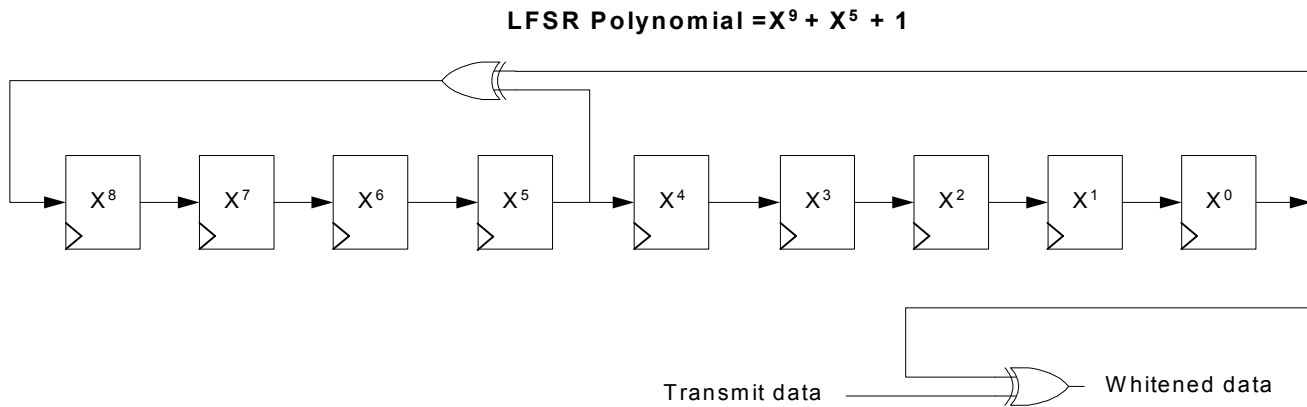 LFSR Polynomial =X⁹ + X⁵ + 1
X⁸ X⁷ X⁶ X⁵ X⁴ X³ X² X¹ X⁰
Transmit data Whitened data